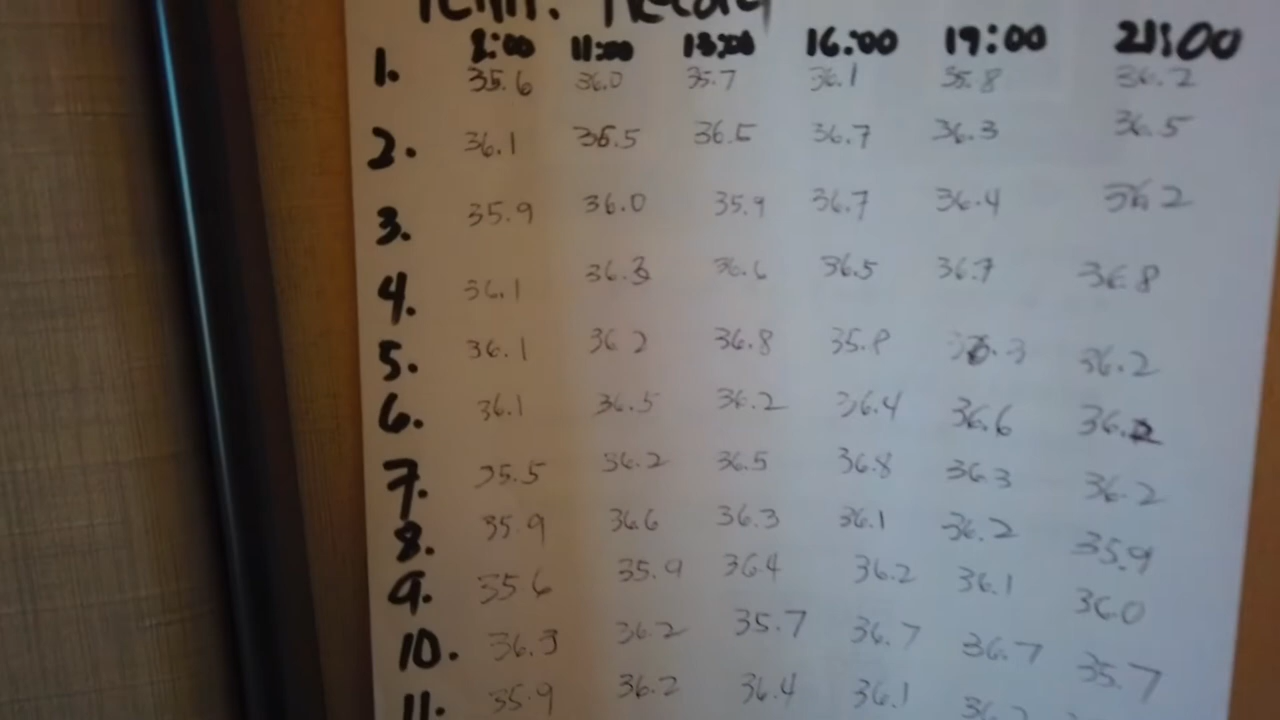 Temp. Record
8:00 11:00 13:00 16:00 19:00 21:00
1. 35.6 36.0 35.7 36.1 35.8 36.2
2. 36.1 36.5 36.5 36.7 36.3 36.5
3. 35.9 36.0 35.9 36.7 36.4 36.2
4. 36.1 36.3 36.6 36.5 36.7 36.8
5. 36.1 36.2 36.8 35.8 36.3 36.2
6. 36.1 36.5 36.2 36.4 36.6 36.2
7. 35.5 36.2 36.5 36.8 36.3 36.2
8. 35.9 36.6 36.3 36.1 36.2 35.9
9. 35.6 35.9 36.4 36.2 36.1 36.0
10. 36.3 36.2 35.7 36.7 36.7 35.7
11. 35.9 36.2 36.4 36.1